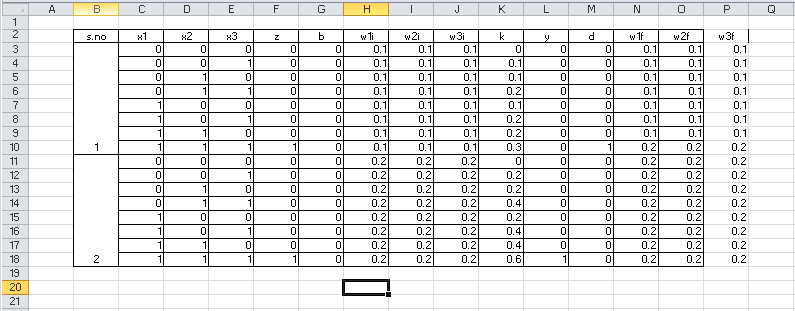 A B C D E F G H I J K L M N O P Q
1
2 s.no x1 x2 x3 z b w1i w2i w3i k y d w1f w2f w3f
3 0 0 0 0 0 0.1 0.1 0.1 0 0 0 0.1 0.1 0.1
4 0 0 1 0 0 0.1 0.1 0.1 0.1 0 0 0.1 0.1 0.1
5 0 1 0 0 0 0.1 0.1 0.1 0.1 0 0 0.1 0.1 0.1
6 0 1 1 0 0 0.1 0.1 0.1 0.2 0 0 0.1 0.1 0.1
7 1 0 0 0 0 0.1 0.1 0.1 0.1 0 0 0.1 0.1 0.1
8 1 0 1 0 0 0.1 0.1 0.1 0.2 0 0 0.1 0.1 0.1
9 1 1 0 0 0 0.1 0.1 0.1 0.2 0 0 0.1 0.1 0.1
10 1 1 1 1 1 0 0.1 0.1 0.1 0.3 0 1 0.2 0.2 0.2
11 0 0 0 0 0 0.2 0.2 0.2 0 0 0 0.2 0.2 0.2
12 0 0 1 0 0 0.2 0.2 0.2 0.2 0 0 0.2 0.2 0.2
13 0 1 0 0 0 0.2 0.2 0.2 0.2 0 0 0.2 0.2 0.2
14 0 1 1 0 0 0.2 0.2 0.2 0.4 0 0 0.2 0.2 0.2
15 1 0 0 0 0 0.2 0.2 0.2 0.2 0 0 0.2 0.2 0.2
16 1 0 1 0 0 0.2 0.2 0.2 0.4 0 0 0.2 0.2 0.2
17 1 1 0 0 0 0.2 0.2 0.2 0.4 0 0 0.2 0.2 0.2
18 2 1 1 1 1 0 0.2 0.2 0.2 0.6 1 0 0.2 0.2 0.2
19
20
21